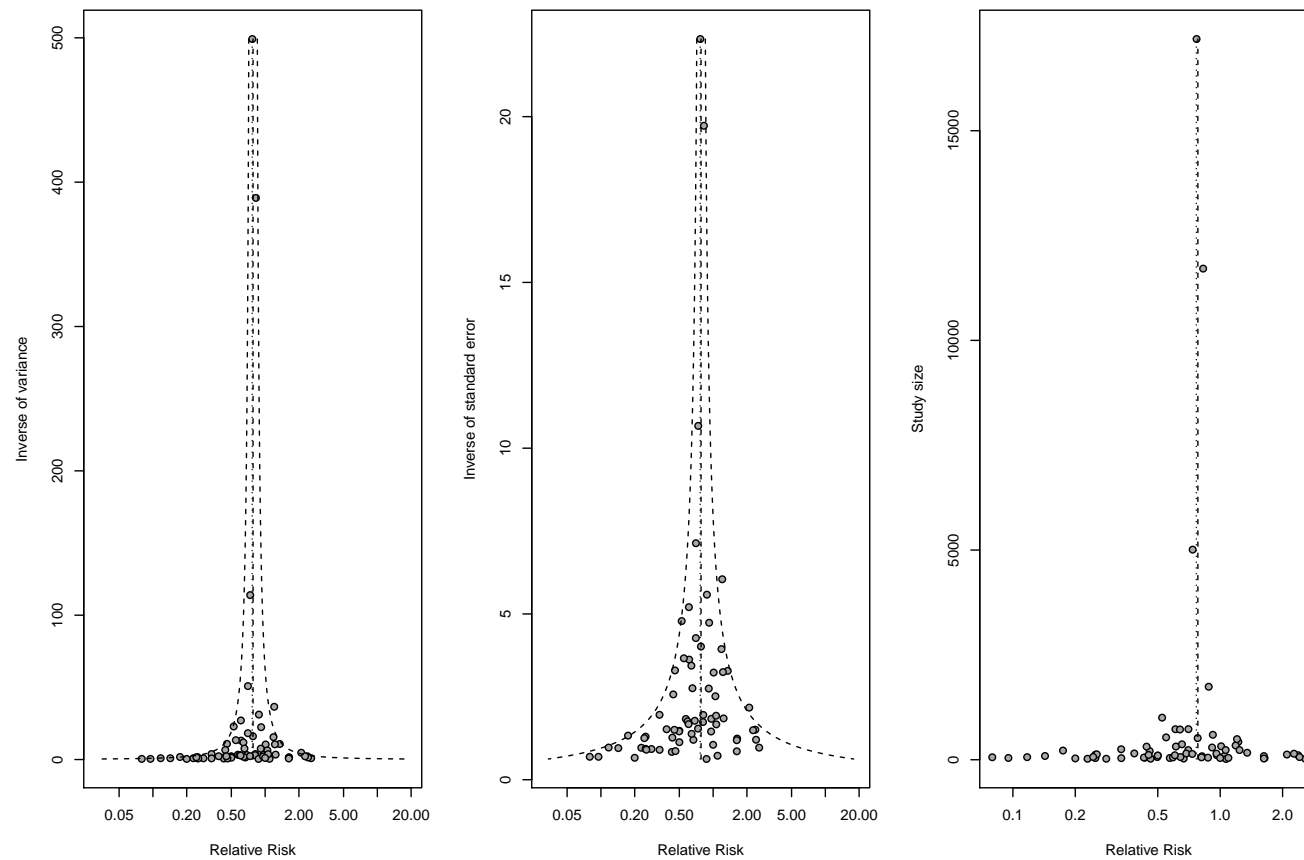 500
400
300
200
100
0
Inverse of variance
0.05 0.20 0.50 2.00 5.00 20.00
Relative Risk
20
15
10
5
0
Inverse of standard error
0.05 0.20 0.50 2.00 5.00 20.00
Relative Risk
15000
10000
5000
0
Study size
0.1 0.2 0.5 1.0 2.0
Relative Risk